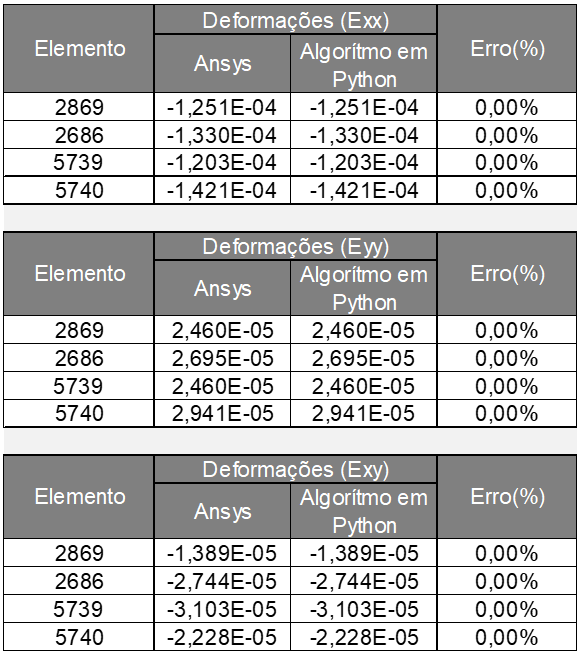 Elemento Deformações (Exx) Erro(%)
Ansys Algorítmo em
Python
2869 -1,251E-04 -1,251E-04 0,00%
2686 -1,330E-04 -1,330E-04 0,00%
5739 -1,203E-04 -1,203E-04 0,00%
5740 -1,421E-04 -1,421E-04 0,00%
Elemento Deformações (Eyy) Erro(%)
Ansys Algorítmo em
Python
2869 2,460E-05 2,460E-05 0,00%
2686 2,695E-05 2,695E-05 0,00%
5739 2,460E-05 2,460E-05 0,00%
5740 2,941E-05 2,941E-05 0,00%
Elemento Deformações (Exy) Erro(%)
Ansys Algorítmo em
Python
2869 -1,389E-05 -1,389E-05 0,00%
2686 -2,744E-05 -2,744E-05 0,00%
5739 -3,103E-05 -3,103E-05 0,00%
5740 -2,228E-05 -2,228E-05 0,00%